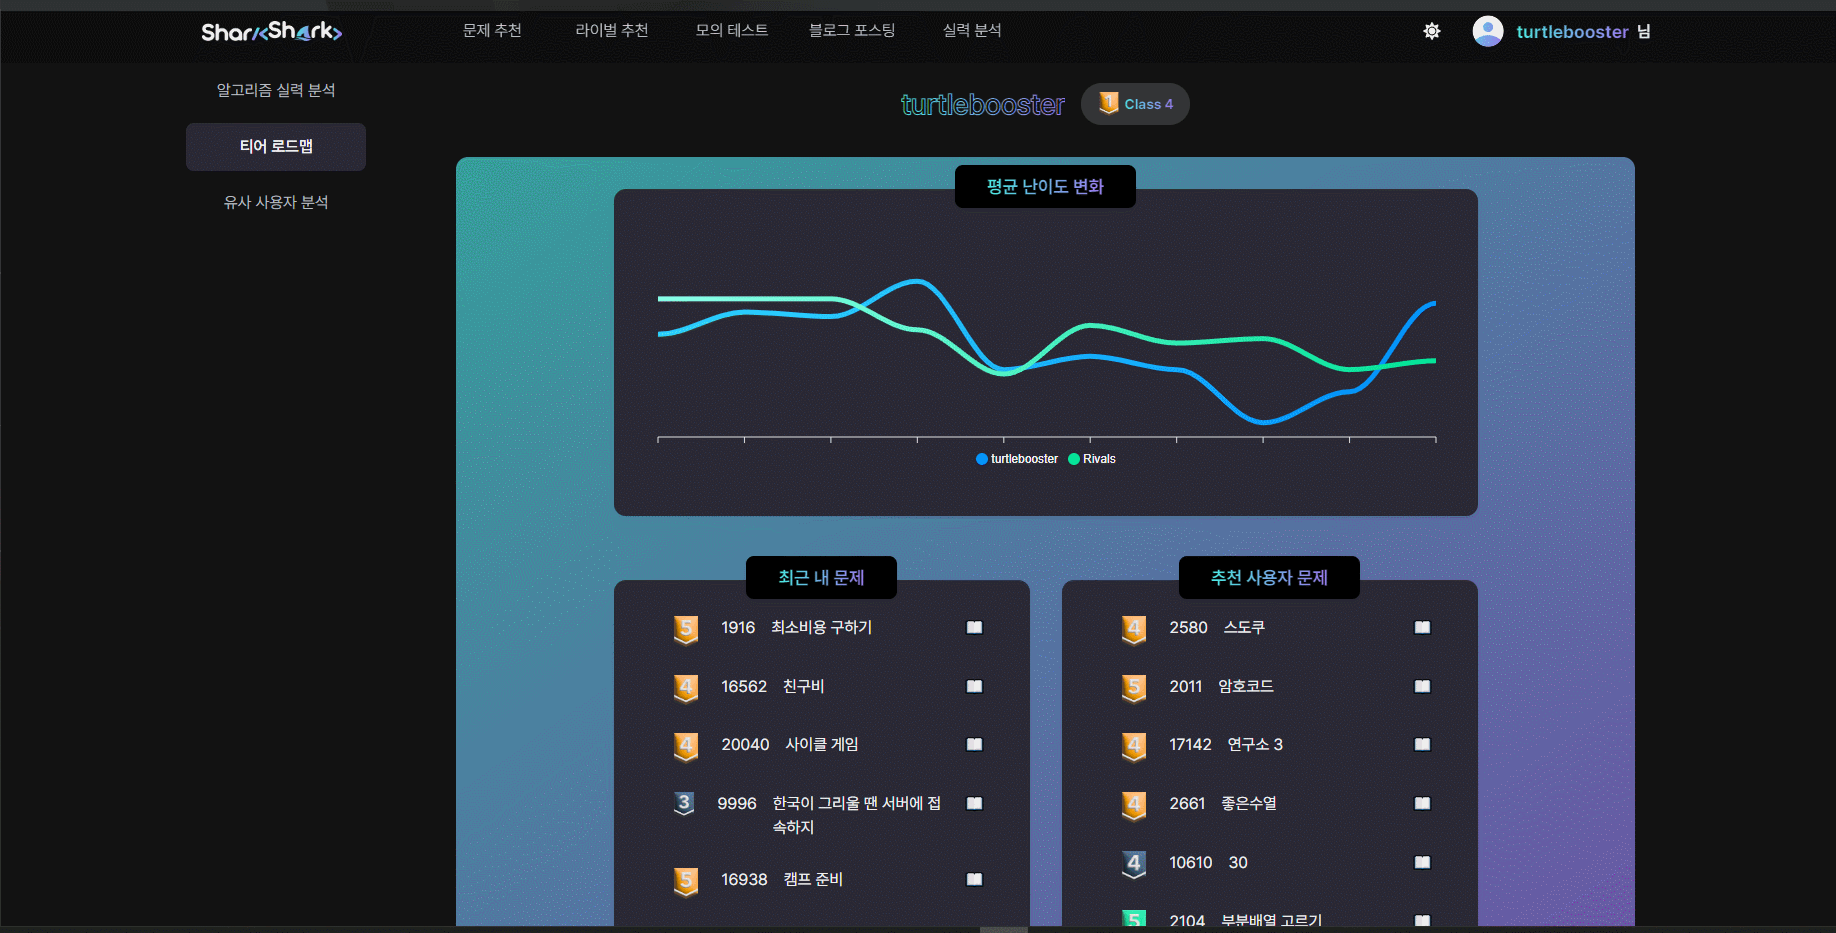 SharkShark
문제 추천
라이벌 추천
모의 테스트
블로그 포스팅
실력 분석
turtlebooster 님
알고리즘 실력 분석
티어 로드맵
유사 사용자 분석
turtlebooster
1 Class 4
평균 난이도 변화
turtlebooster Rivals
최근 내 문제
5 1916 최소비용 구하기
4 16562 친구비
4 20040 사이클 게임
3 9996 한국이 그리울 땐 서버에 접
속하지
5 16938 캠프 준비
추천 사용자 문제
4 2580 스도쿠
5 2011 암호코드
4 17142 연구소 3
4 2661 좋은수열
4 10610 30
5 2104 부분배열 고르기